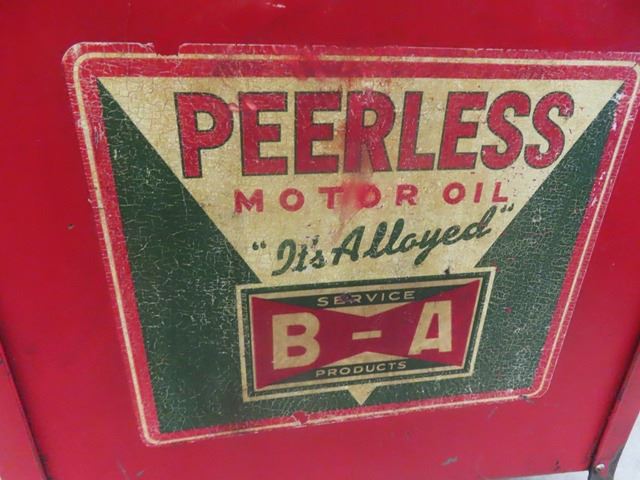 PEERLESS
MOTOR OIL
"It's Alloyed"
SERVICE
B-A
PRODUCTS